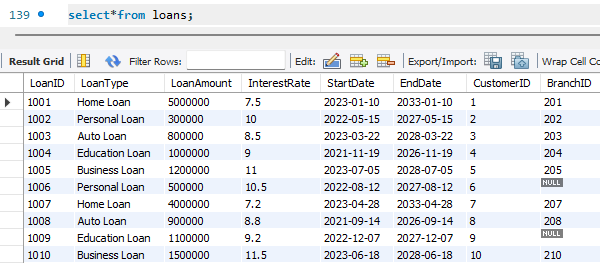 139 select*from loans;
Result Grid Filter Rows: Edit: Export/Import: Wrap Cell Co
LoanID LoanType LoanAmount InterestRate StartDate EndDate CustomerID BranchID
1001 Home Loan 5000000 7.5 2023-01-10 2033-01-10 1 201
1002 Personal Loan 300000 10 2022-05-15 2027-05-15 2 202
1003 Auto Loan 800000 8.5 2023-03-22 2028-03-22 3 203
1004 Education Loan 1000000 9 2021-11-19 2026-11-19 4 204
1005 Business Loan 1200000 11 2023-07-05 2028-07-05 5 205
1006 Personal Loan 500000 10.5 2022-08-12 2027-08-12 6 NULL
1007 Home Loan 4000000 7.2 2023-04-28 2033-04-28 7 207
1008 Auto Loan 900000 8.8 2021-09-14 2026-09-14 8 208
1009 Education Loan 1100000 9.2 2022-12-07 2027-12-07 9 NULL
1010 Business Loan 1500000 11.5 2023-06-18 2028-06-18 10 210